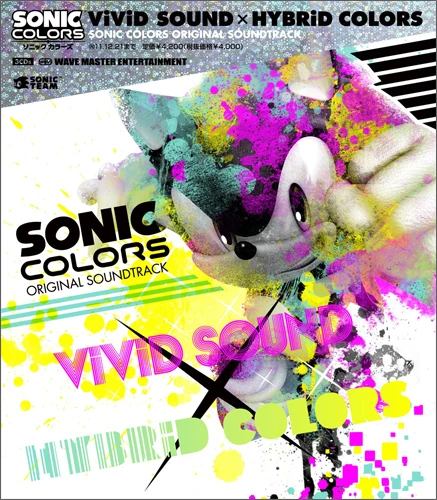 SONIC
COLORS
ソニック カラーズ
ViViD SOUND×HYBRiD COLORS
SONIC COLORS ORIGINAL SOUNDTRACK
11.12.21まで 定価¥4,200(税抜価格¥4,000)
3CD
WAVE MASTER ENTERTAINMENT
SONIC
TEAM
SONIC
COLORS
ORIGINAL SOUNDTRACK
ViViD SOUND
×
HYBRiD COLORS